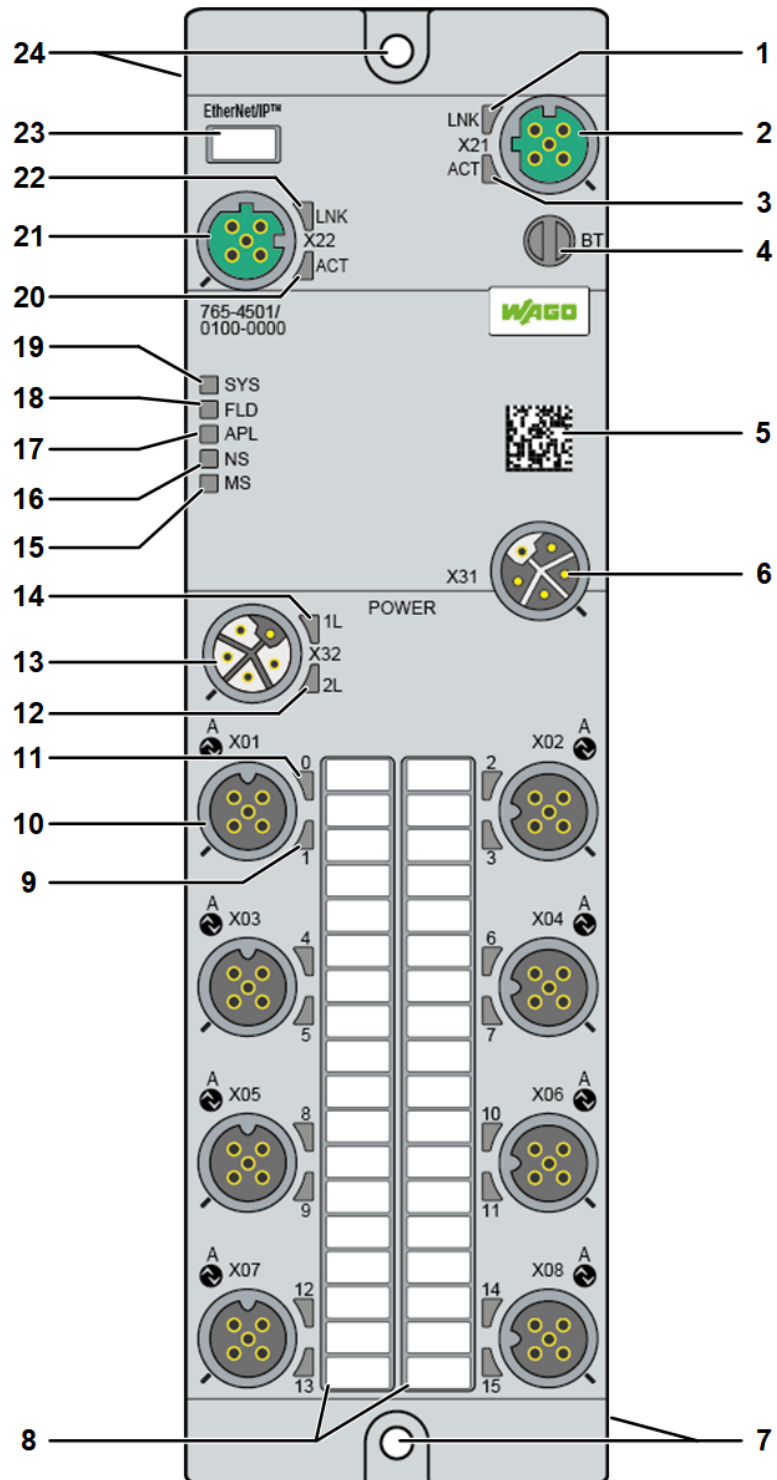 24
1
EtherNet/IP™
LNK
23
2
X21
ACT
22
3
LNK
21
X22
BT
4
ACT
20
765-4501/
0100-0000
WAGO
19
SYS
18
FLD
17
APL
5
16
NS
15
MS
X31
6
14
POWER
1L
13
X32
12
2L
A
X01
X02
A
11
0
2
10
1
3
9
A
X03
X04
A
4
6
5
7
A
X05
X06
A
8
10
9
11
A
X07
X08
A
12
14
13
15
8
7